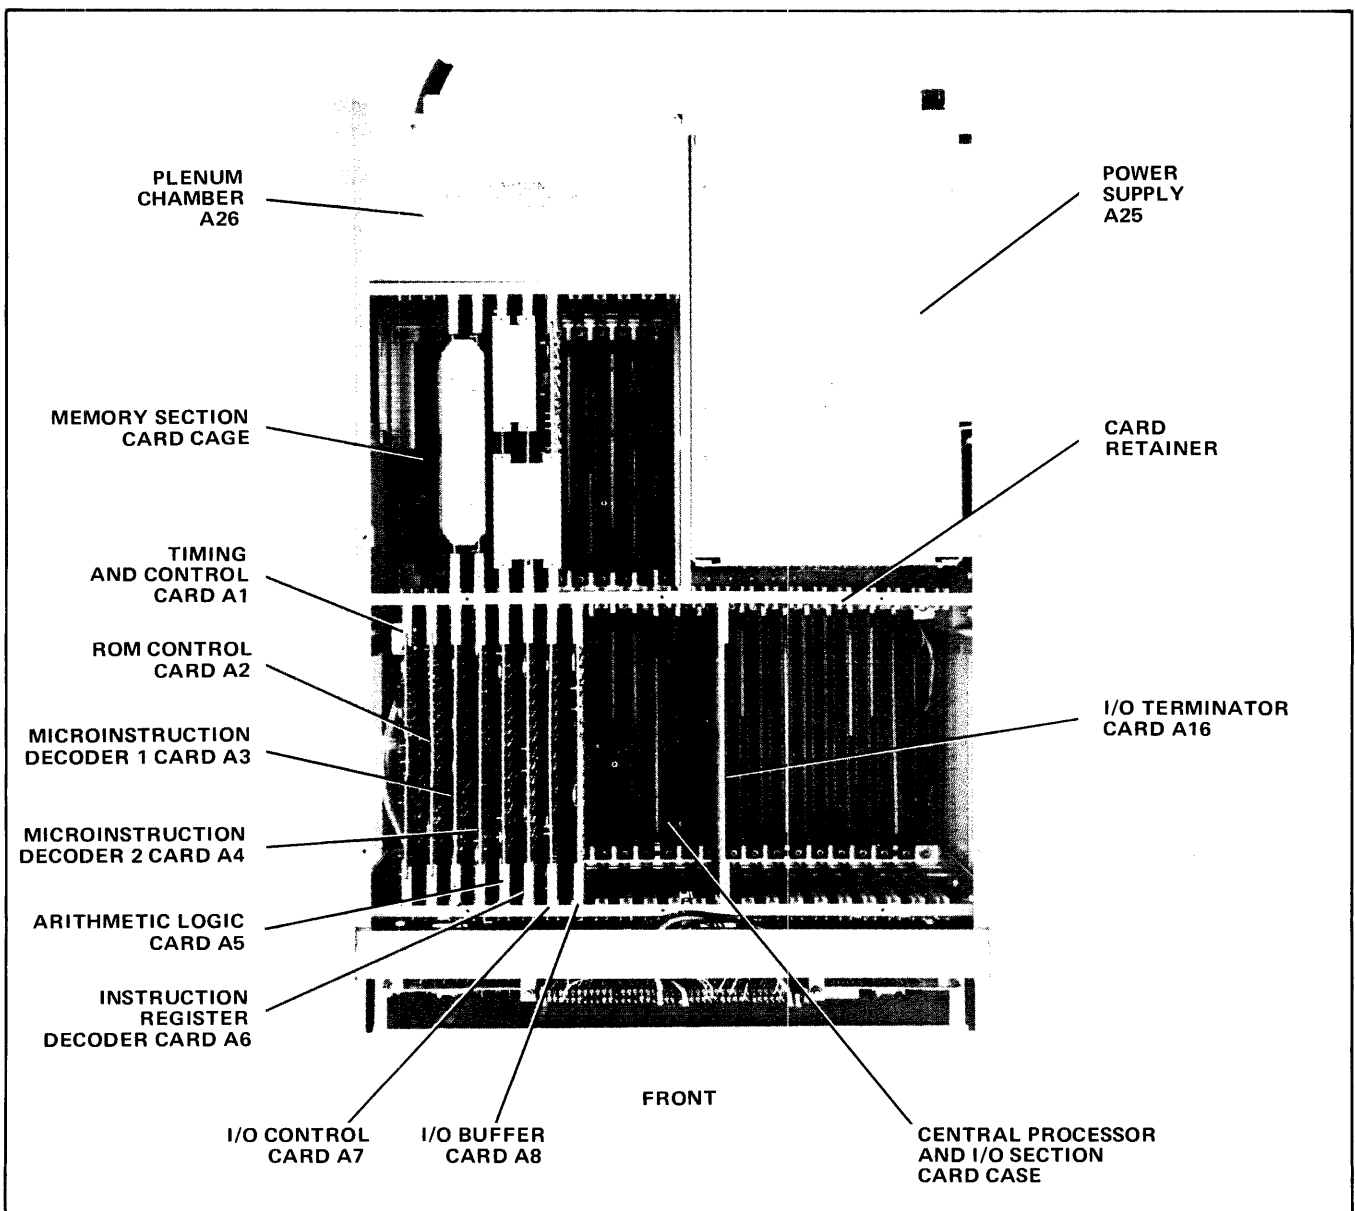 PLENUM
CHAMBER
A26
POWER
SUPPLY
A25
MEMORY SECTION
CARD CAGE
CARD
RETAINER
TIMING
AND CONTROL
CARD A1
ROM CONTROL
CARD A2
I/O TERMINATOR
CARD A16
MICROINSTRUCTION
DECODER 1 CARD A3
MICROINSTRUCTION
DECODER 2 CARD A4
ARITHMETIC LOGIC
CARD A5
INSTRUCTION
REGISTER
DECODER CARD A6
FRONT
I/O CONTROL
CARD A7
I/O BUFFER
CARD A8
CENTRAL PROCESSOR
AND I/O SECTION
CARD CASE